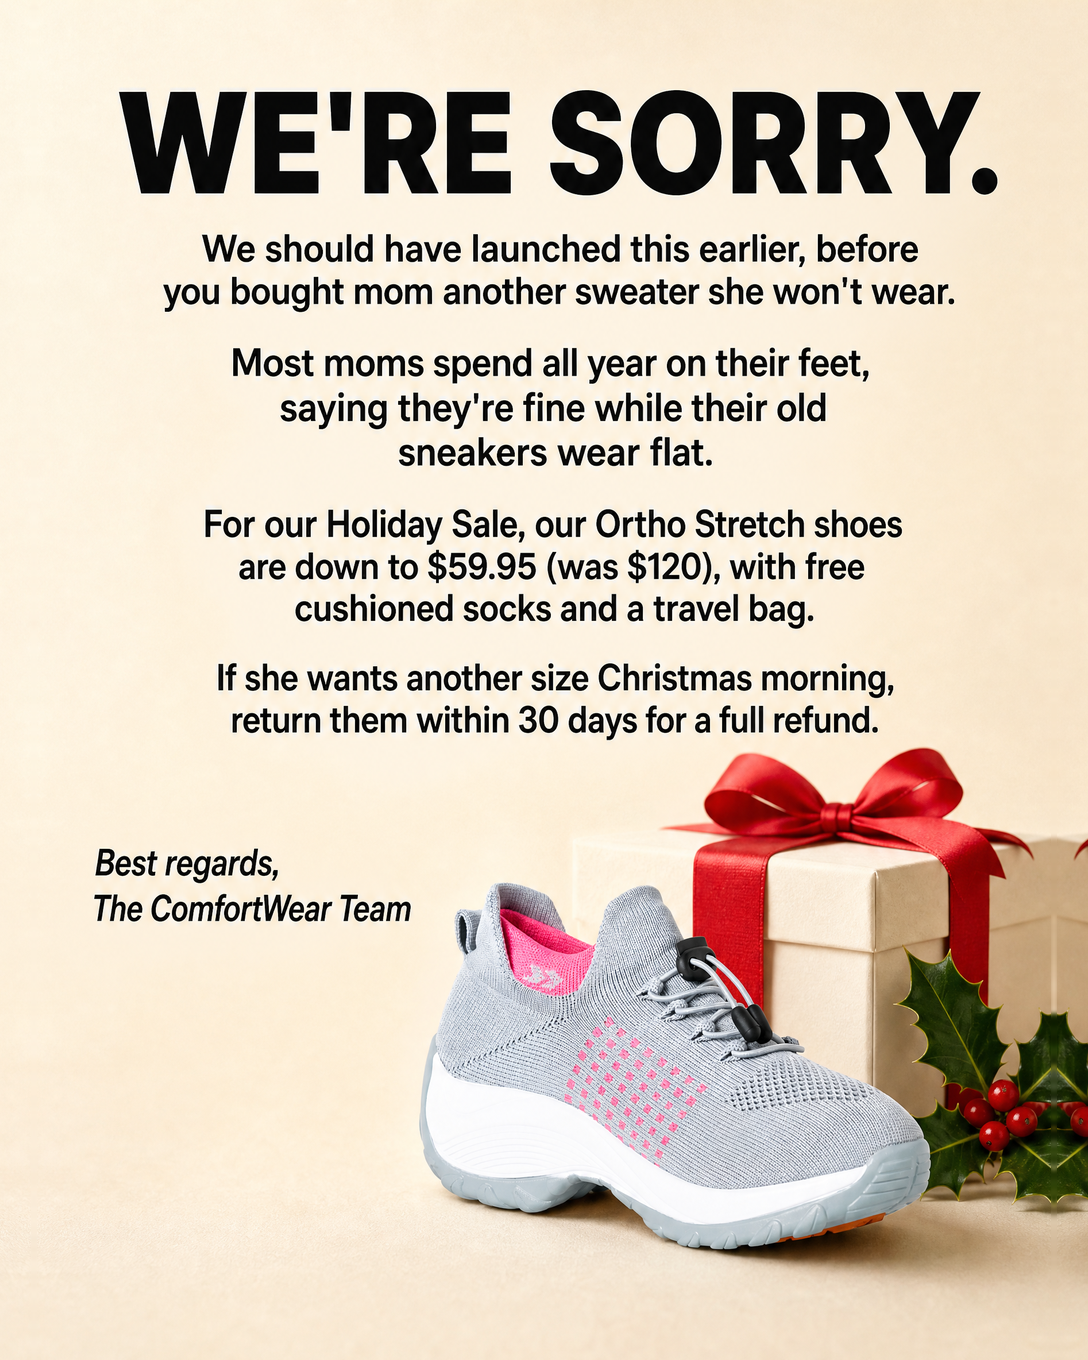 WE'RE SORRY.
We should have launched this earlier, before
you bought mom another sweater she won't wear.
Most moms spend all year on their feet,
saying they're fine while their old
sneakers wear flat.
For our Holiday Sale, our Ortho Stretch shoes
are down to $59.95 (was $120), with free
cushioned socks and a travel bag.
If she wants another size Christmas morning,
return them within 30 days for a full refund.
Best regards,
The ComfortWear Team